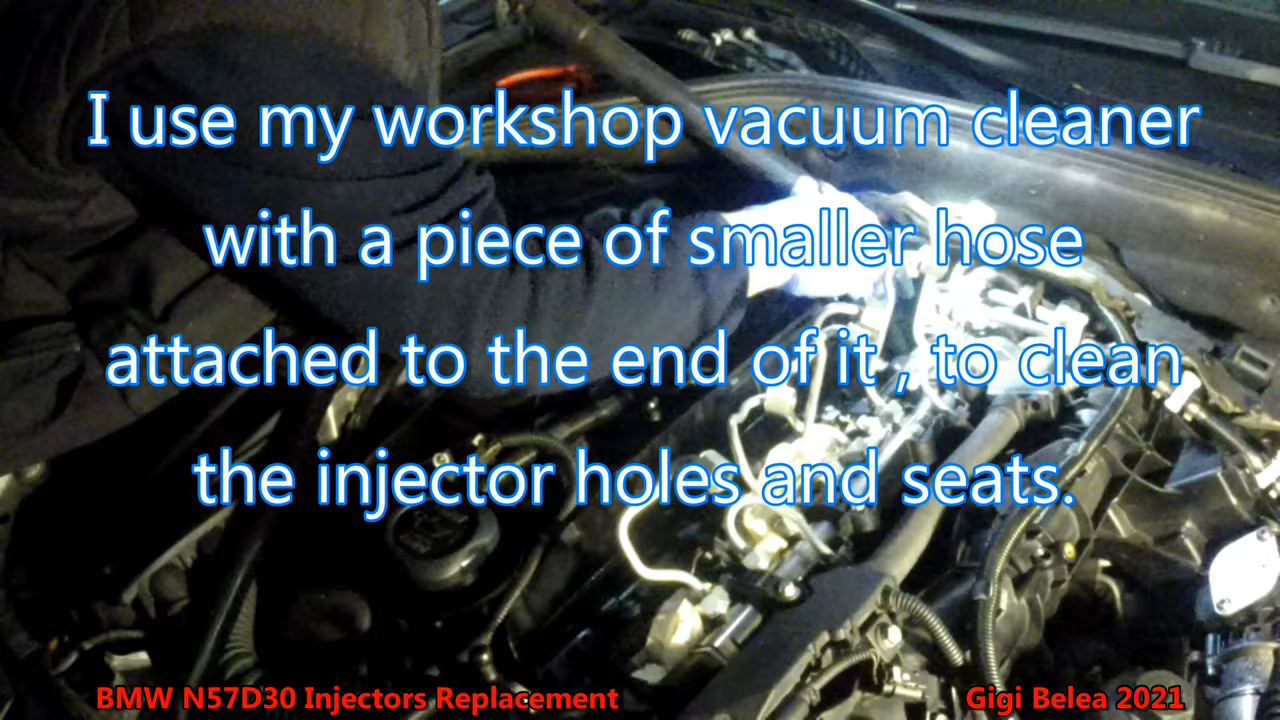 I use my workshop vacuum cleaner
with a piece of smaller hose
attached to the end of it , to clean
the injector holes and seats.
BMW N57D30 Injectors Replacement
Gigi Belea 2021